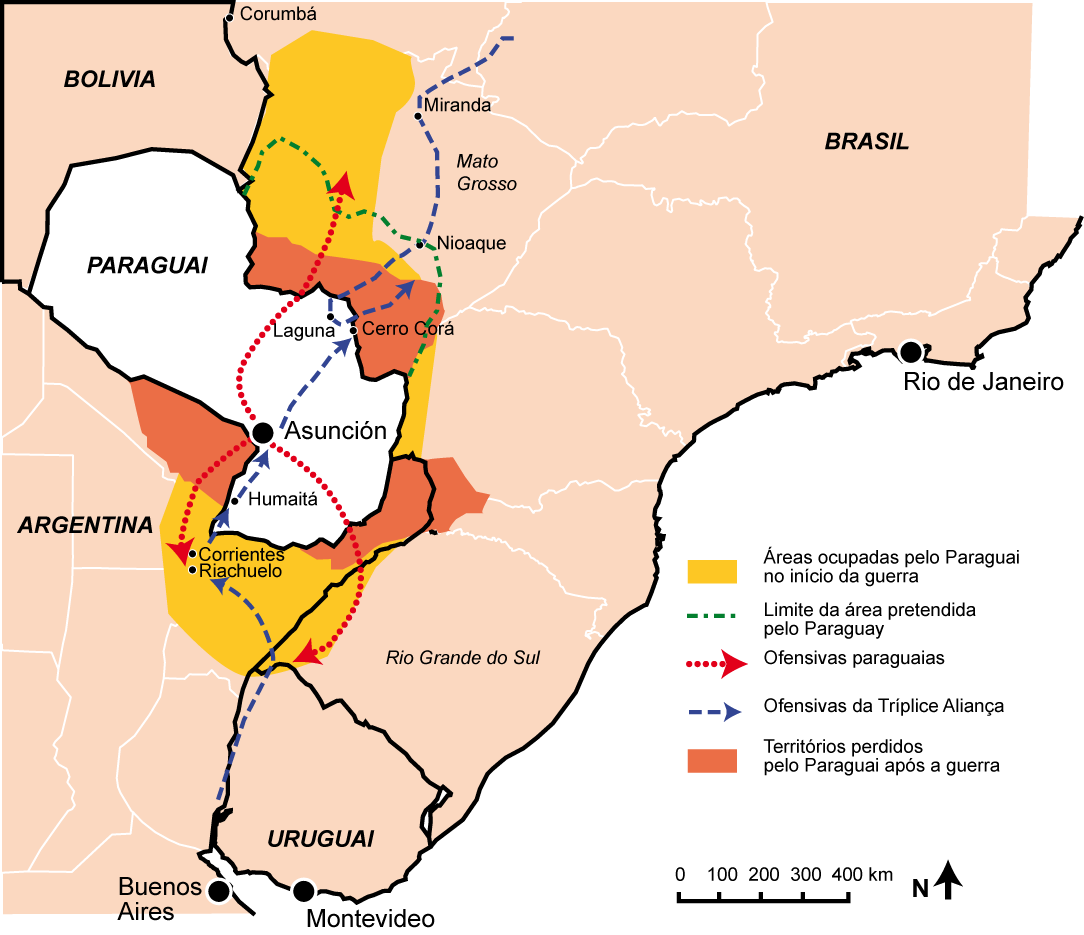 Corumbá
BOLIVIA
Miranda
BRASIL
Mato
Grosso
PARAGUAI
Nioaque
Laguna
Cerro Corá
Rio de Janeiro
Asunción
Humaitá
ARGENTINA
Corrientes
Riachuelo
Áreas ocupadas pelo Paraguai
no início da guerra
Limite da área pretendida
pelo Paraguay
Rio Grande do Sul
Ofensivas paraguaias
Ofensivas da Tríplice Aliança
Territórios perdidos
pelo Paraguai após a guerra
URUGUAI
0 100 200 300 400 km
N
Buenos
Aires
Montevideo